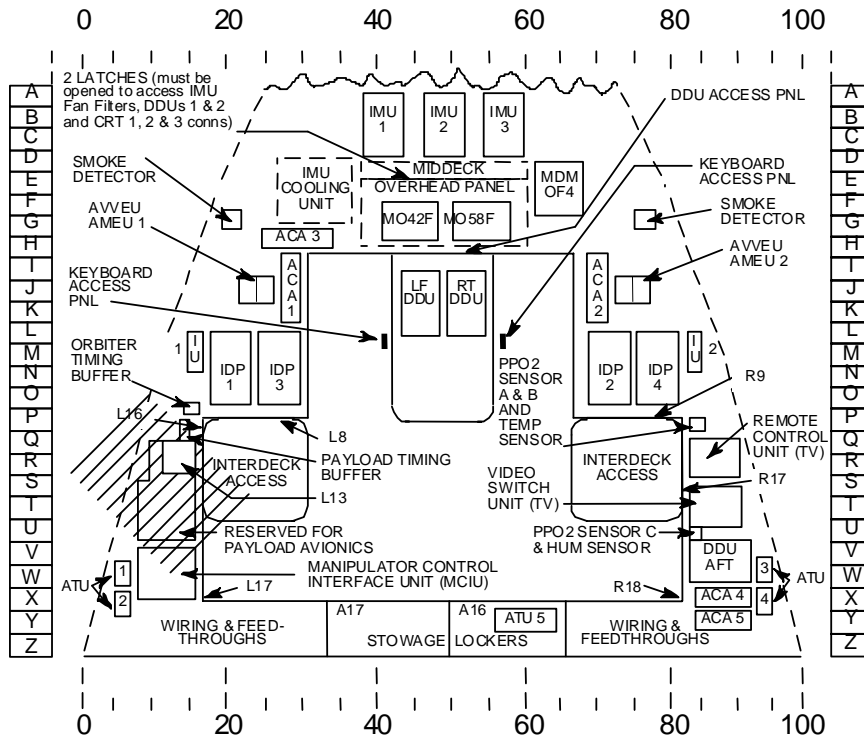 0 20 40 60 80 100
A
B
C
D
E
F
G
H
I
J
K
L
M
N
O
P
Q
R
S
T
U
V
W
X
Y
Z
2 LATCHES (must be
opened to access IMU
Fan Filters, DDUs 1 & 2
and CRT 1, 2 & 3 conns)
SMOKE
DETECTOR
AVVEU
AMEU 1
KEYBOARD
ACCESS
PNL
ORBITER
TIMING
BUFFER
L16
IMU
1
IMU
2
IMU
3
IMU
COOLING
UNIT
MIDDECK
OVERHEAD PANEL
MO42F
MO58F
MDM
OF4
ACA 3
ACA1
LF
DDU
RT
DDU
ACA2
DDU ACCESS PNL
KEYBOARD
ACCESS PNL
SMOKE
DETECTOR
AVVEU
AMEU 2
1
IU
IDP
1
IDP
3
PPO2
SENSOR
A & B
AND
TEMP
SENSOR
IDP
2
IDP
4
IU
2
R9
REMOTE
CONTROL
UNIT (TV)
L8
PAYLOAD TIMING
BUFFER
L13
INTERDECK
ACCESS
INTERDECK
ACCESS
VIDEO
SWITCH
UNIT (TV)
R17
RESERVED FOR
PAYLOAD AVIONICS
PPO2 SENSOR C
& HUM SENSOR
DDU
AFT
ATU
1
2
MANIPULATOR CONTROL
INTERFACE UNIT (MCIU)
L17
R18
3
4
ATU
ACA 4
ACA 5
WIRING & FEED-
THROUGHS
A17
STOWAGE
A16
LOCKERS
ATU 5
WIRING &
FEEDTHROUGHS
A
B
C
D
E
F
G
H
I
J
K
L
M
N
O
P
Q
R
S
T
U
V
W
X
Y
Z
0 20 40 60 80 100